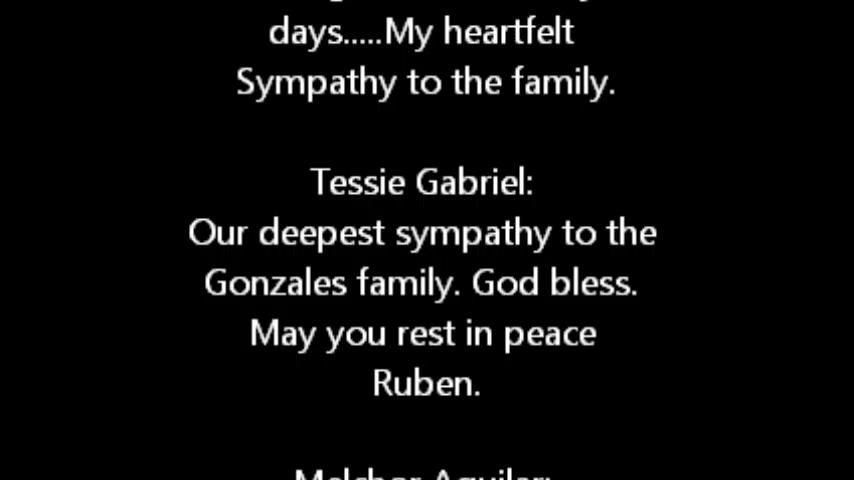 days.....My heartfelt
Sympathy to the family.
Tessie Gabriel:
Our deepest sympathy to the
Gonzales family. God bless.
May you rest in peace
Ruben.
Melchor Aguilar: